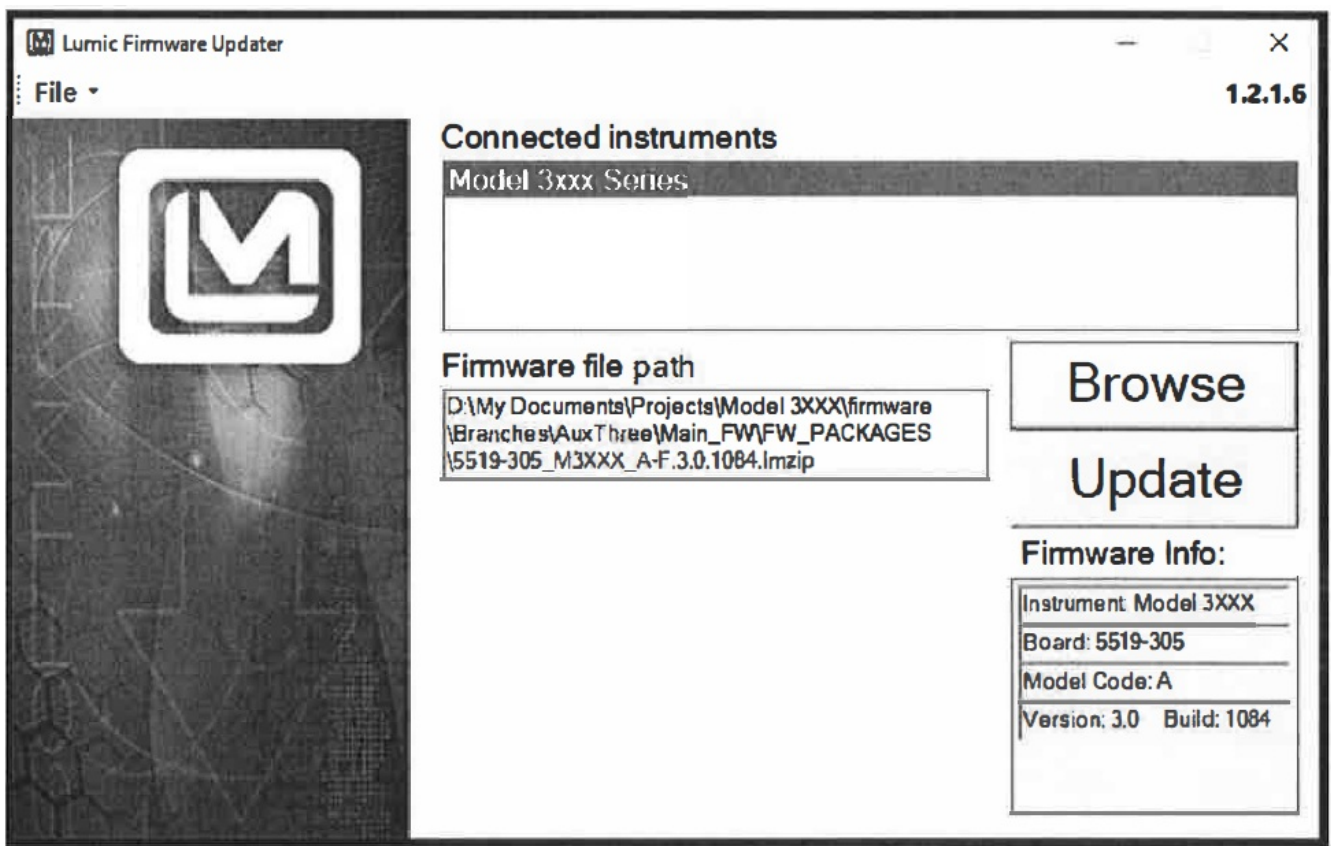 Lumic Firmware Updater
File
1.2.1.6
Connected instruments
Model 3xxx Series
Firmware file path
D:\My Documents\Projects\Model 3XXX\firmware
\Branches\AuxThree\Main_FW\FW_PACKAGES
\5519-305_M3XXX_A-F.3.0.1084.lmzip
Browse
Update
Firmware Info:
Instrument Model 3XXX
Board: 5519-305
Model Code: A
Version: 3.0 Build: 1084